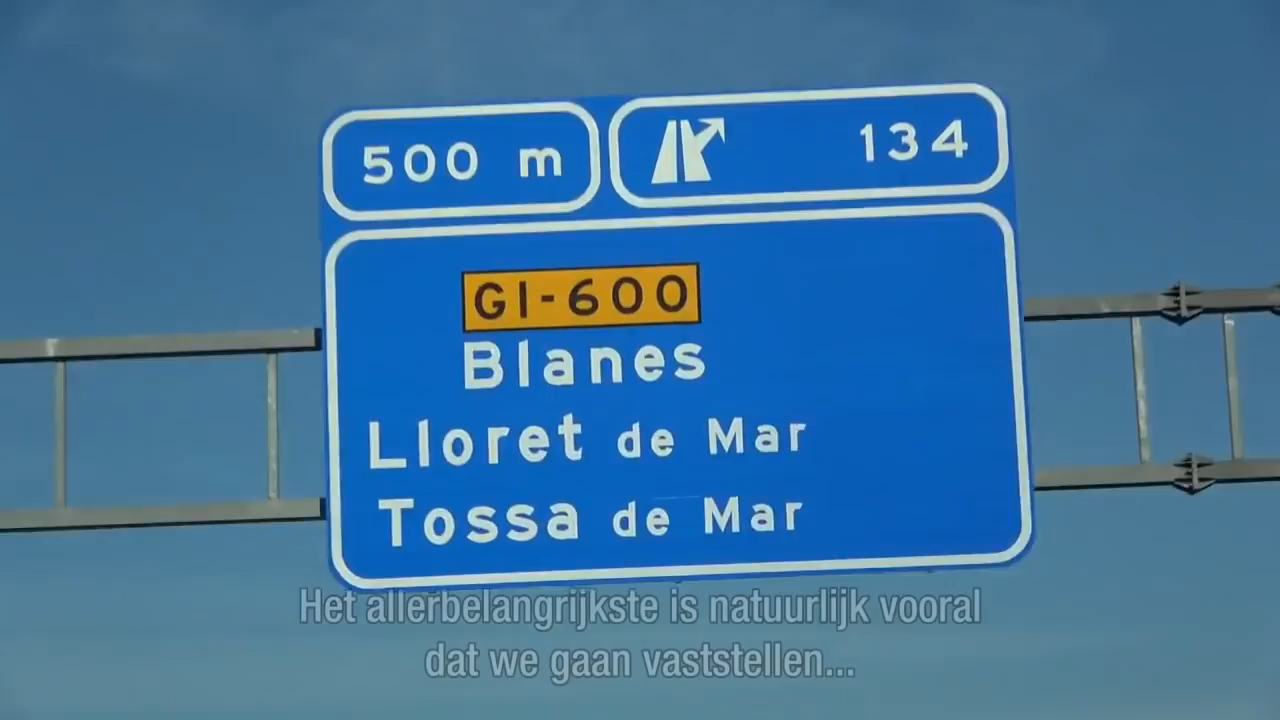 500 m
134
GI-600
Blanes
Lloret de Mar
Tossa de Mar
Het allerbelangrijkste is natuurlijk vooral
dat we gaan vaststellen...